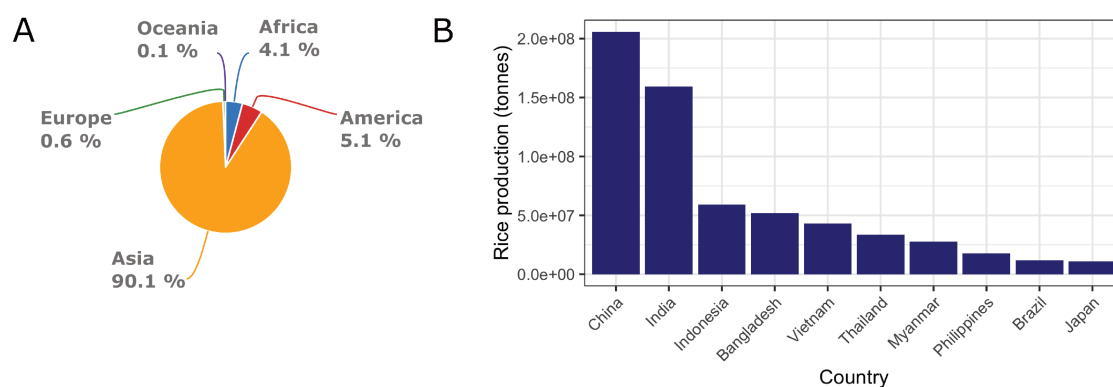 A
Oceania
0.1 %
Africa
4.1 %
Europe
0.6 %
America
5.1 %
Asia
90.1 %
B
Rice production (tonnes)
2.0e+08
1.5e+08
1.0e+08
5.0e+07
0.0e+00
China
India
Indonesia
Bangladesh
Vietnam
Thailand
Myanmar
Philippines
Brazil
Japan
Country